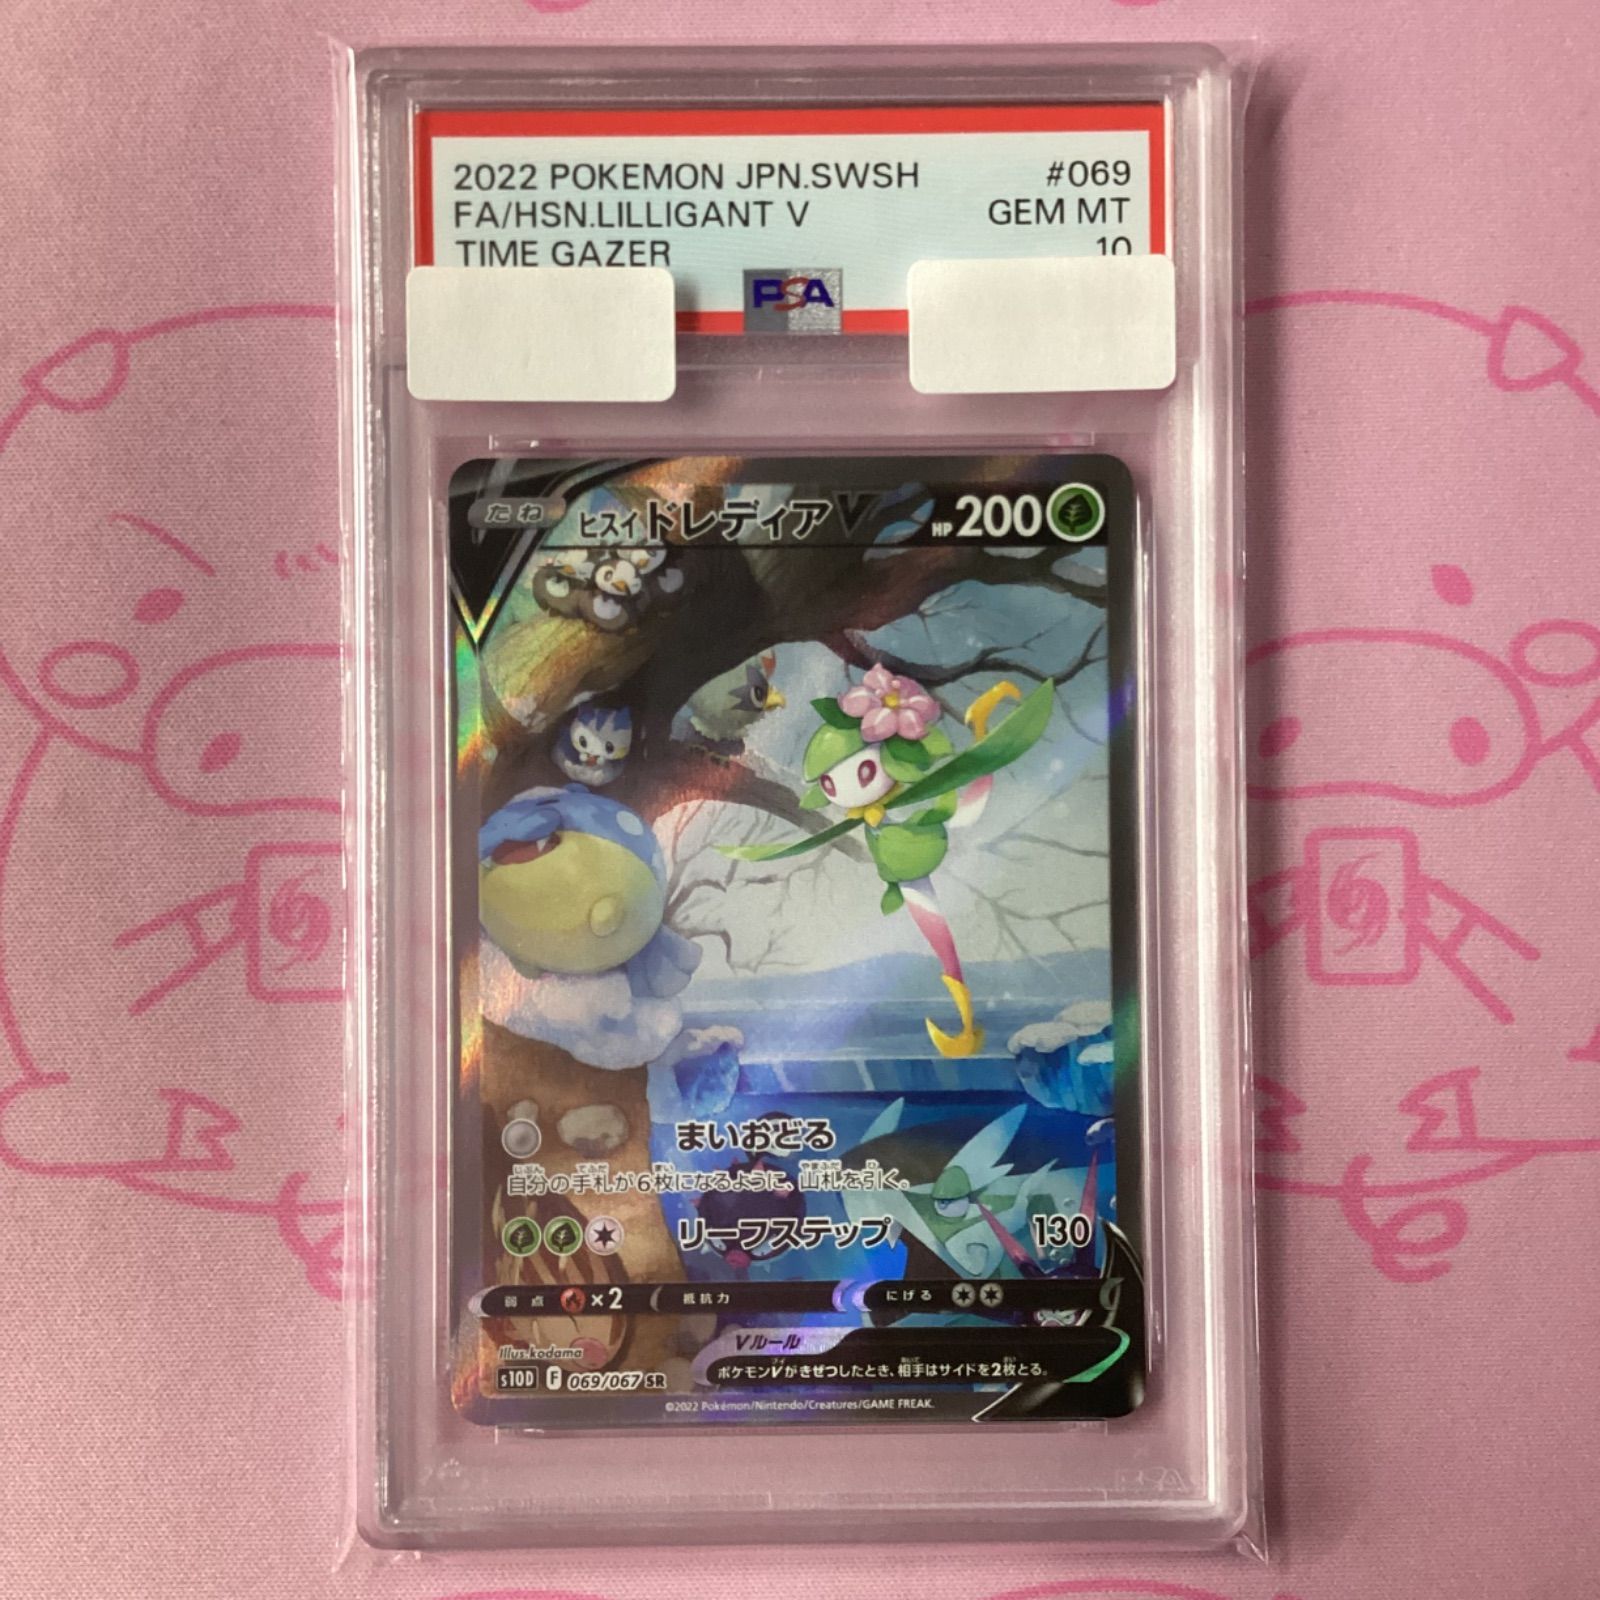 2022 POKEMON JPN.SWSH #069
FA/HSN.LILLIGANT V GEM MT
TIME GAZER 10
PSA
たね ヒスイドレディアV HP200
まいおどる
自分の手札が6枚になるように、山札を引く。
リーフステップ 130
弱点 ×2 抵抗力 にげる
Vルール
ポケモンVがきぜつしたとき、相手はサイドを2枚とる。
Illus.kodama
s10D F 069/067 SR
©2022 Pokémon/Nintendo/Creatures/GAME FREAK.